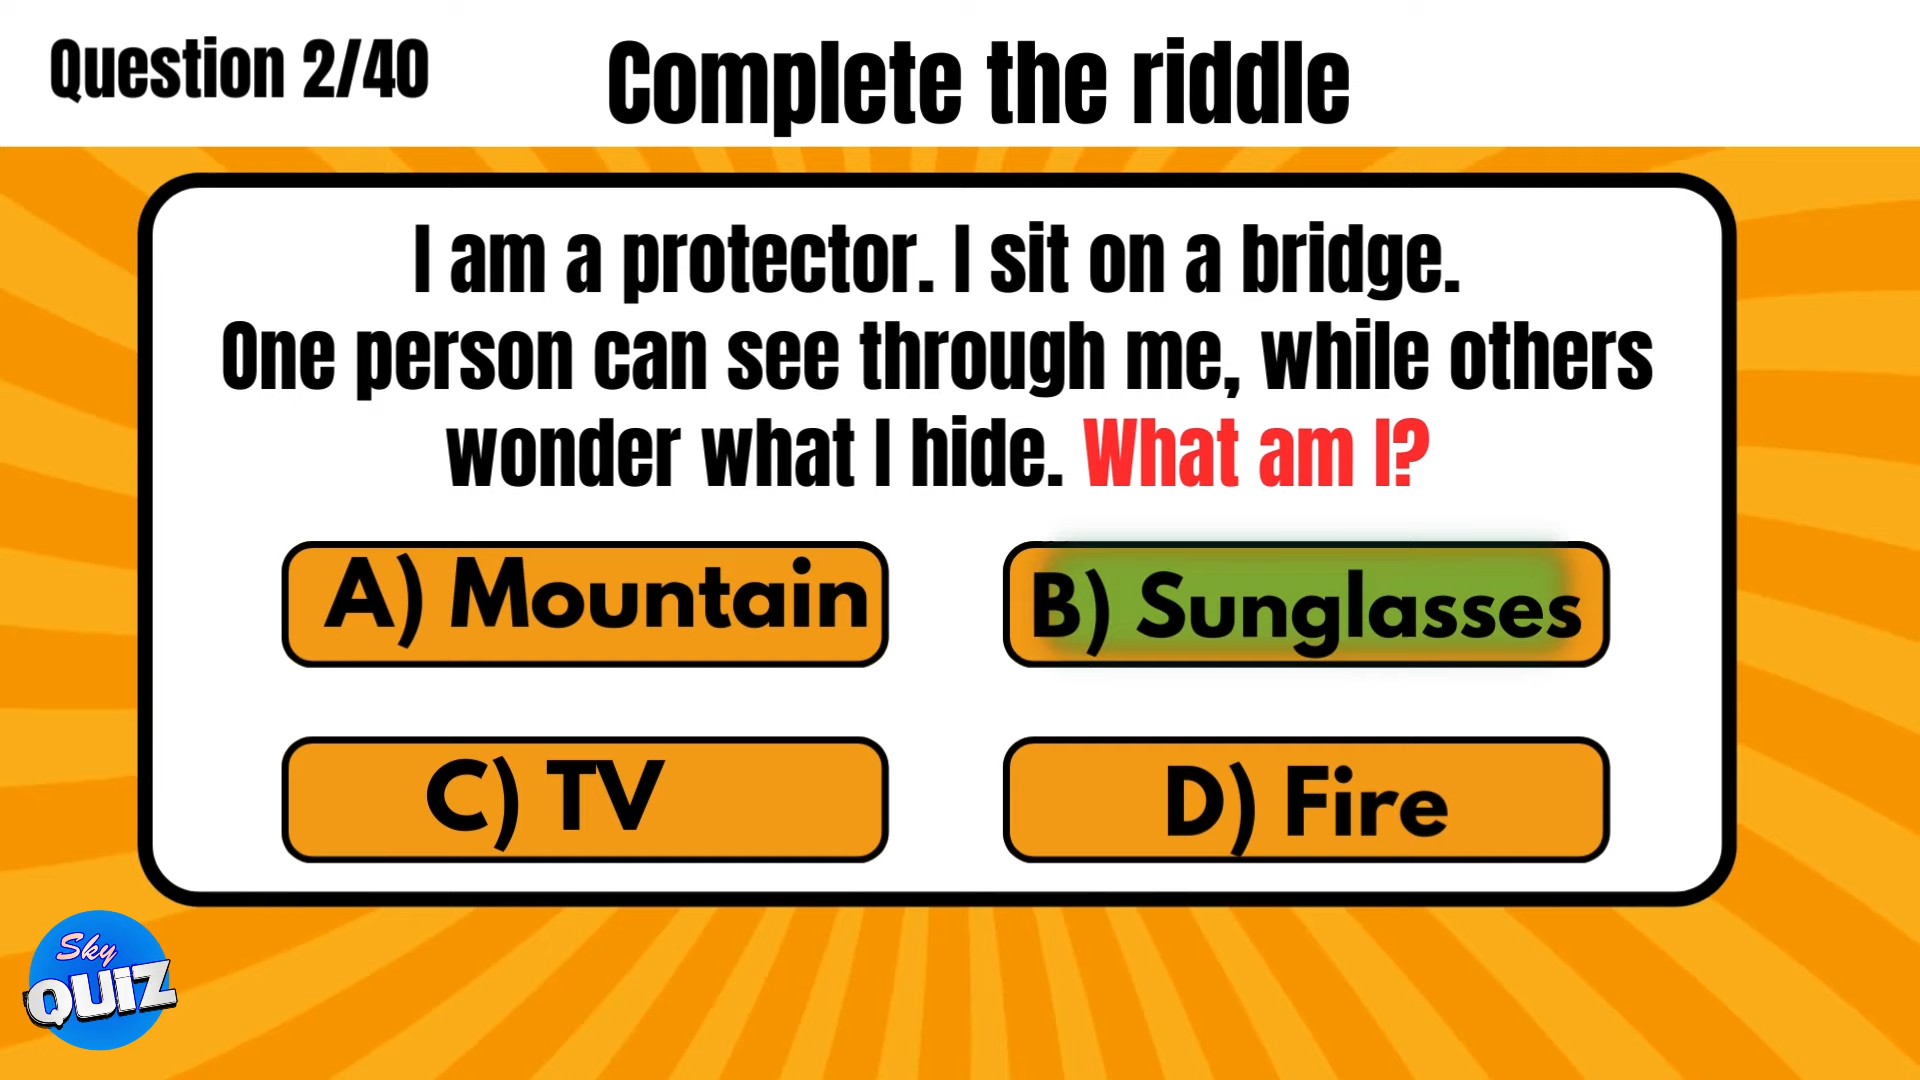 Question 2/40
Complete the riddle
I am a protector. I sit on a bridge.
One person can see through me, while others
wonder what I hide. What am I?
A) Mountain
B) Sunglasses
C) TV
D) Fire
Sky
QUIZ